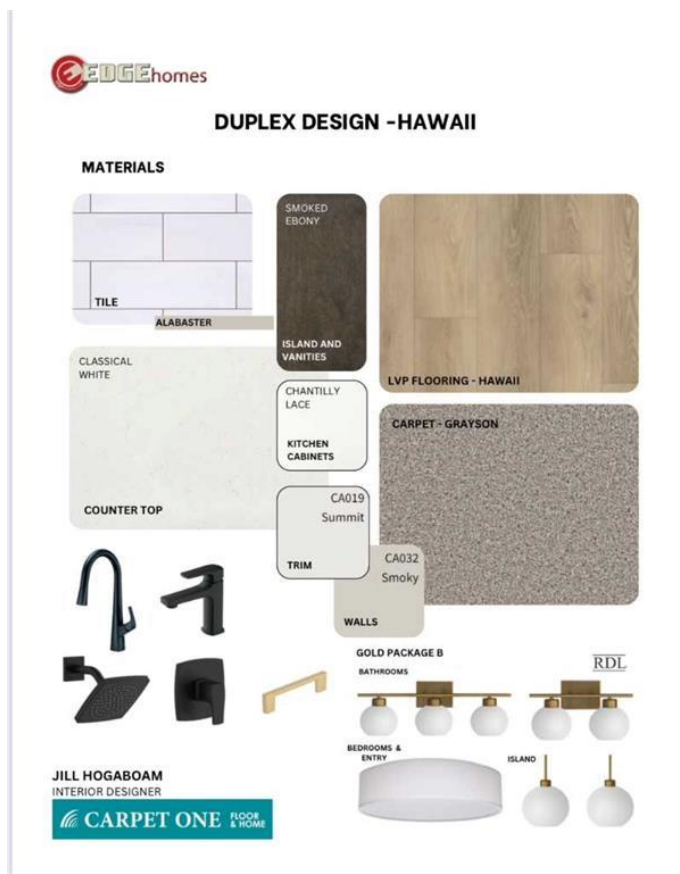 EDGEhomes
DUPLEX DESIGN -HAWAII
MATERIALS
TILE
ALABASTER
SMOKED
EBONY
ISLAND AND
VANITIES
LVP FLOORING - HAWAII
CLASSICAL
WHITE
COUNTER TOP
CHANTILLY
LACE
KITCHEN
CABINETS
CARPET - GRAYSON
CA019
Summit
TRIM
CA032
Smoky
WALLS
GOLD PACKAGE B
RDL
BATHROOMS
BEDROOMS &
ENTRY
ISLAND
JILL HOGABOAM
INTERIOR DESIGNER
CARPET ONE FLOOR
& HOME